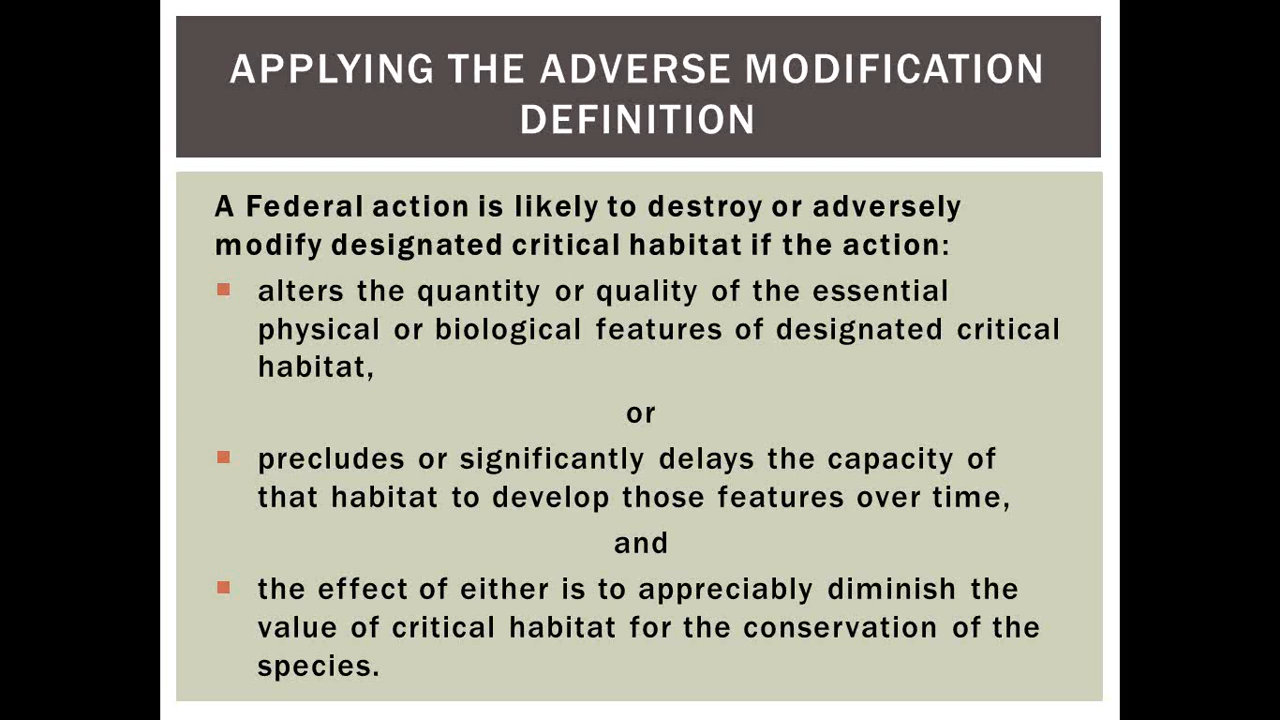 APPLYING THE ADVERSE MODIFICATION
DEFINITION
A Federal action is likely to destroy or adversely
modify designated critical habitat if the action:
alters the quantity or quality of the essential
physical or biological features of designated critical
habitat,
or
precludes or significantly delays the capacity of
that habitat to develop those features over time,
and
the effect of either is to appreciably diminish the
value of critical habitat for the conservation of the
species.